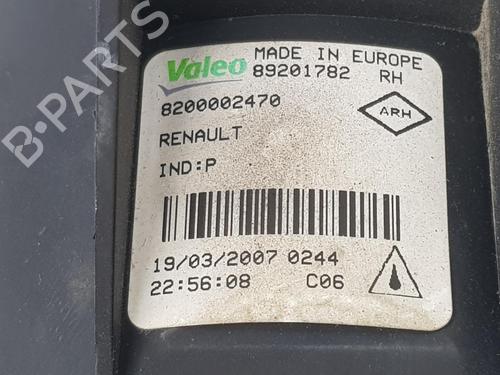 Valeo MADE IN EUROPE
89201782 RH
8200002470
ARH
RENAULT
IND:P
19/03/2007 0244
22:56:08 C06
B-PARTS